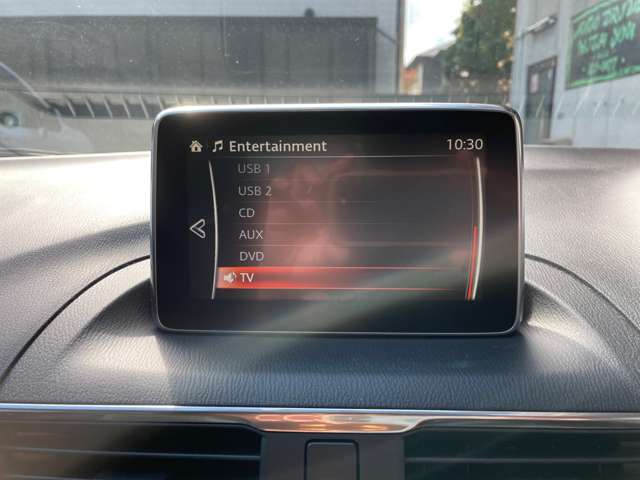 Entertainment 10:30
USB 1
USB 2
CD
AUX
DVD
TV